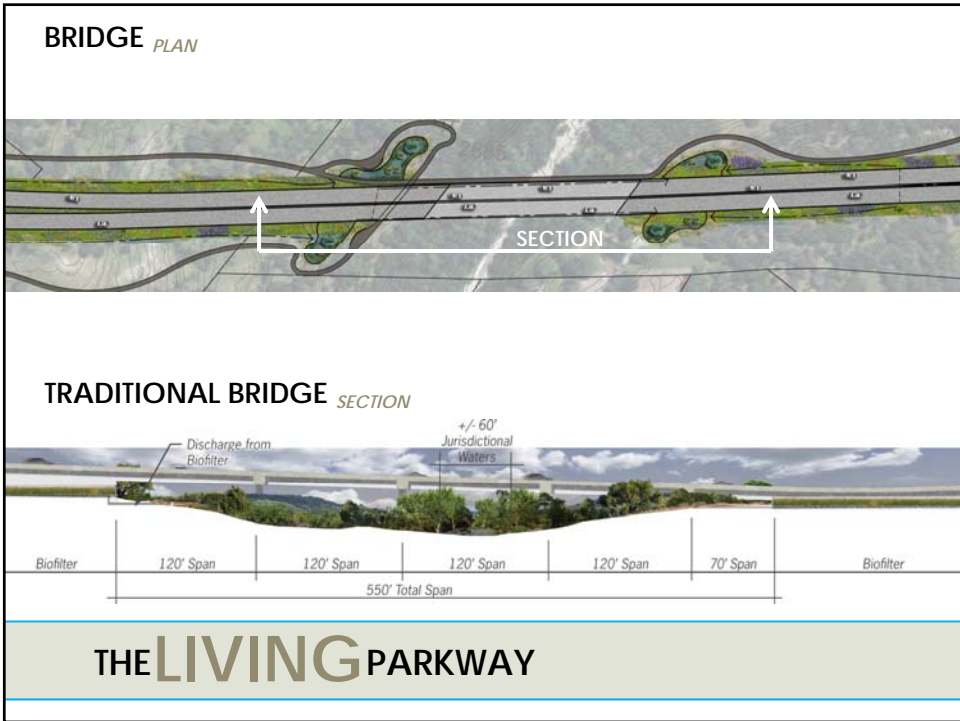 BRIDGE PLAN
SECTION
TRADITIONAL BRIDGE SECTION
+/- 60'
Jurisdictional
Waters
Discharge from
Biofilter
Biofilter 120' Span 120' Span 120' Span 120' Span 70' Span Biofilter
550' Total Span
THE LIVING PARKWAY